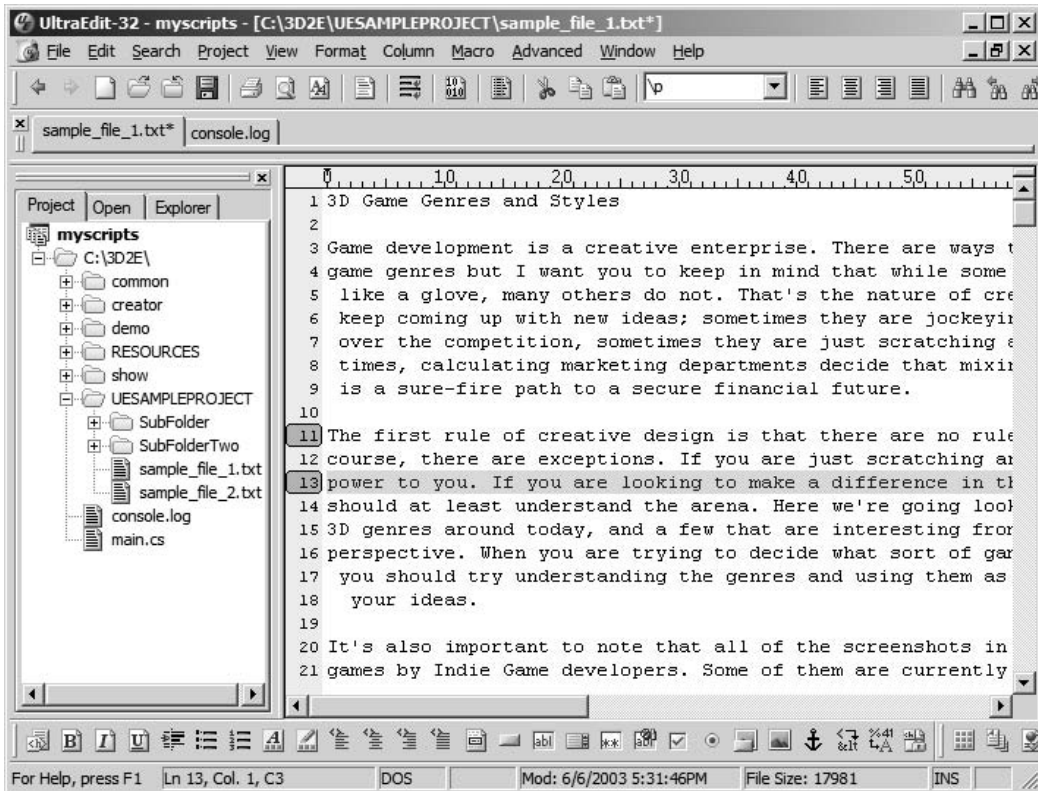 UltraEdit-32 - myscripts - [C:\3D2E\UESAMPLEPROJECT\sample_file_1.txt*]
File Edit Search Project View Format Column Macro Advanced Window Help
\p
sample_file_1.txt* console.log
Project Open Explorer
myscripts
C:\3D2E\
common
creator
demo
RESOURCES
show
UESAMPLEPROJECT
SubFolder
SubFolderTwo
sample_file_1.txt
sample_file_2.txt
console.log
main.cs
0 10 20 30 40 50
1 3D Game Genres and Styles
2
3 Game development is a creative enterprise. There are ways t
4 game genres but I want you to keep in mind that while some
5 like a glove, many others do not. That's the nature of cre
6 keep coming up with new ideas; sometimes they are jockeyin
7 over the competition, sometimes they are just scratching a
8 times, calculating marketing departments decide that mixin
9 is a sure-fire path to a secure financial future.
10
11 The first rule of creative design is that there are no rule
12 course, there are exceptions. If you are just scratching an
13 power to you. If you are looking to make a difference in th
14 should at least understand the arena. Here we're going look
15 3D genres around today, and a few that are interesting from
16 perspective. When you are trying to decide what sort of gam
17 you should try understanding the genres and using them as
18 your ideas.
19
20 It's also important to note that all of the screenshots in
21 games by Indie Game developers. Some of them are currently
For Help, press F1 Ln 13, Col. 1, C3 DOS Mod: 6/6/2003 5:31:46PM File Size: 17981 INS